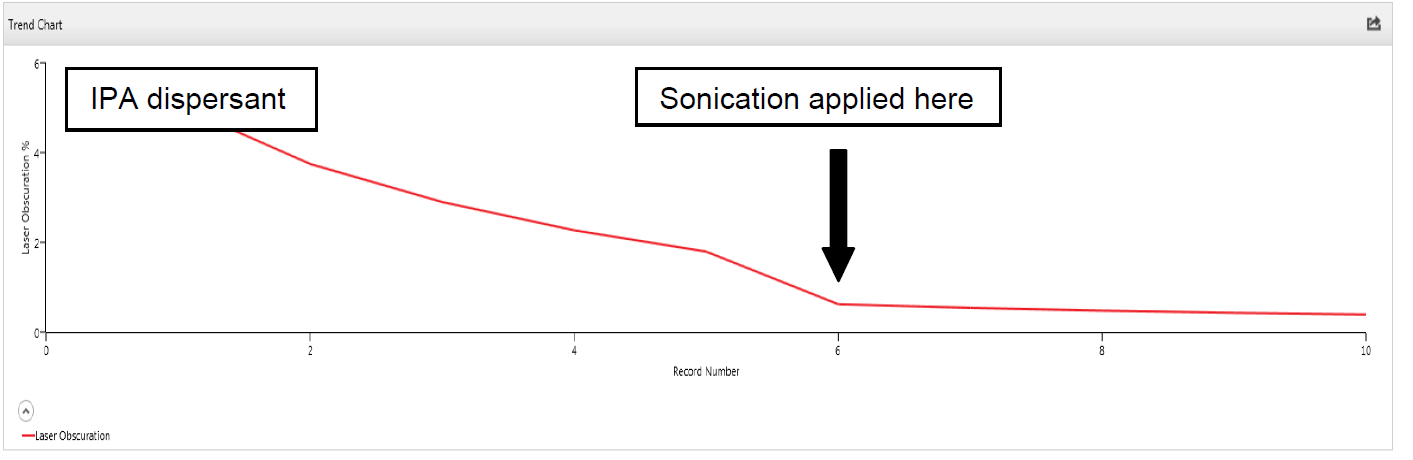 Trend Chart
IPA dispersant
Sonication applied here
Laser Obscuration %
6
4
2
0
0 2 4 6 8 10
Record Number
Laser Obscuration